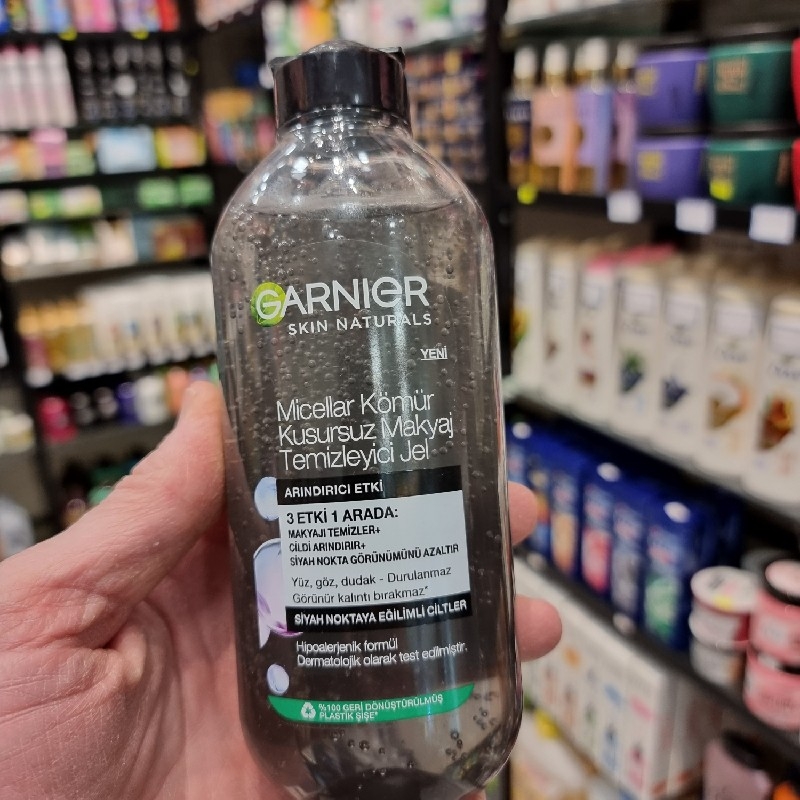 GARNIER
SKIN NATURALS
YENİ
Micellar Kömür
Kusursuz Makyaj
Temizleyici Jel
ARINDIRICI ETKİ
3 ETKİ 1 ARADA:
MAKYAJI TEMİZLER+
CİLDİ ARINDIRIR+
SİYAH NOKTA GÖRÜNÜMÜNÜ AZALTIR
Yüz, göz, dudak - Durulanmaz
Görünür kalıntı bırakmaz*
SİYAH NOKTAYA EĞİLİMLİ CİLTLER
Hipoalerjenik formül
Dermatolojik olarak test edilmiştir.
%100 GERİ DÖNÜŞTÜRÜLMÜŞ
PLASTİK ŞİŞE*